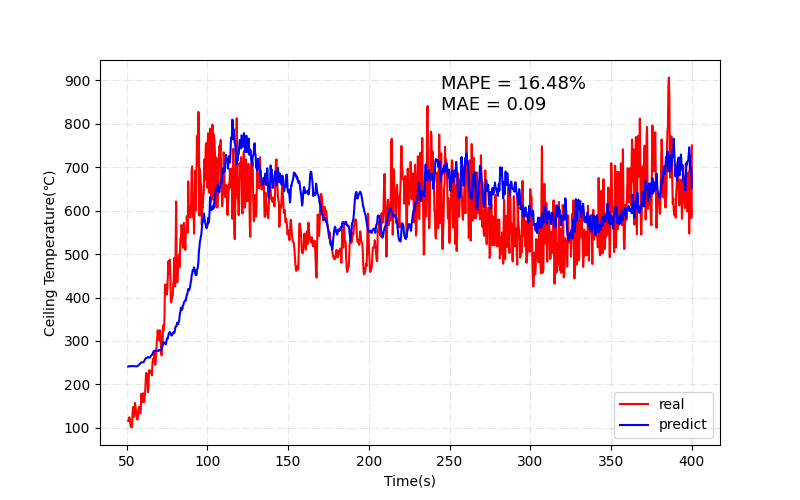 MAPE = 16.48%
MAE = 0.09
Ceiling Temperature(℃)
900
800
700
600
500
400
300
200
100
real
predict
50
100
150
200
250
300
350
400
Time(s)